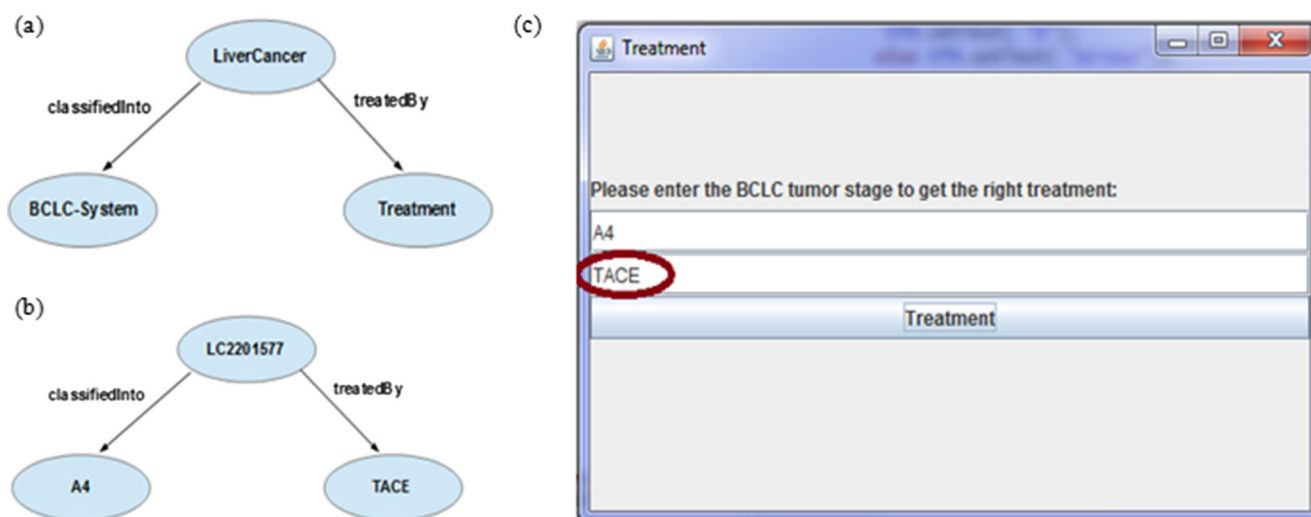 (a)
LiverCancer
classifiedInto
treatedBy
BCLC-System
Treatment
(b)
LC2201577
classifiedInto
treatedBy
A4
TACE
(c)
Treatment
Please enter the BCLC tumor stage to get the right treatment:
A4
TACE
Treatment